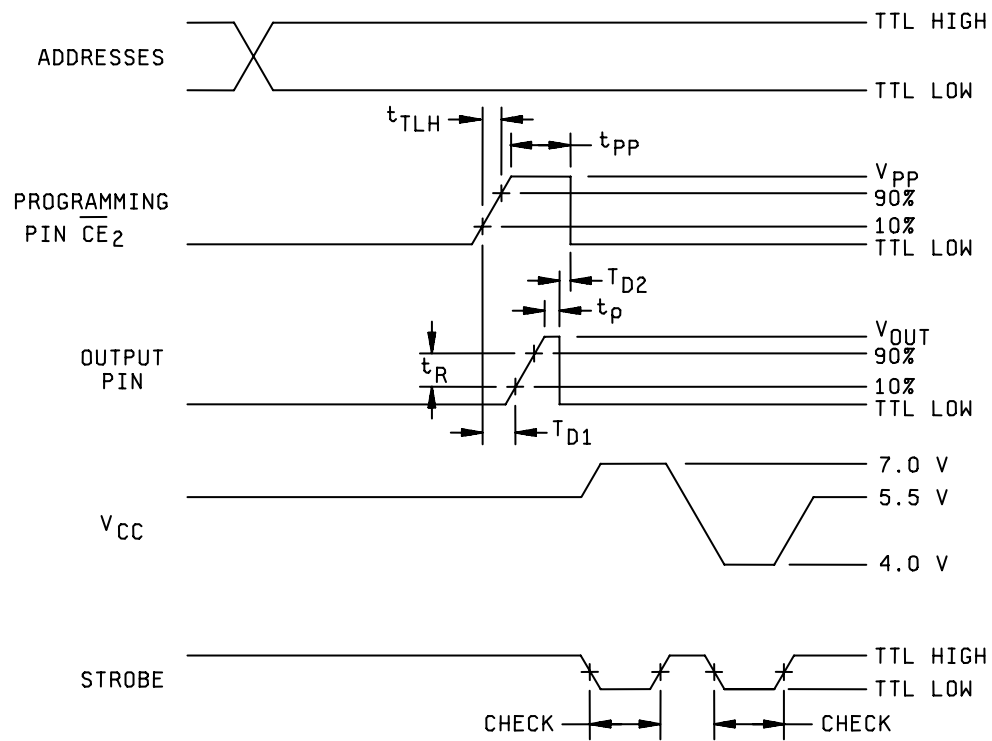 TTL HIGH
ADDRESSES
TTL LOW
tTLH
tPP
VPP
90%
PROGRAMMING
PIN C̅E̅2
10%
TTL LOW
TD2
tp
VOUT
90%
OUTPUT
PIN
tR
10%
TTL LOW
TD1
7.0 V
5.5 V
VCC
4.0 V
TTL HIGH
STROBE
TTL LOW
CHECK
CHECK